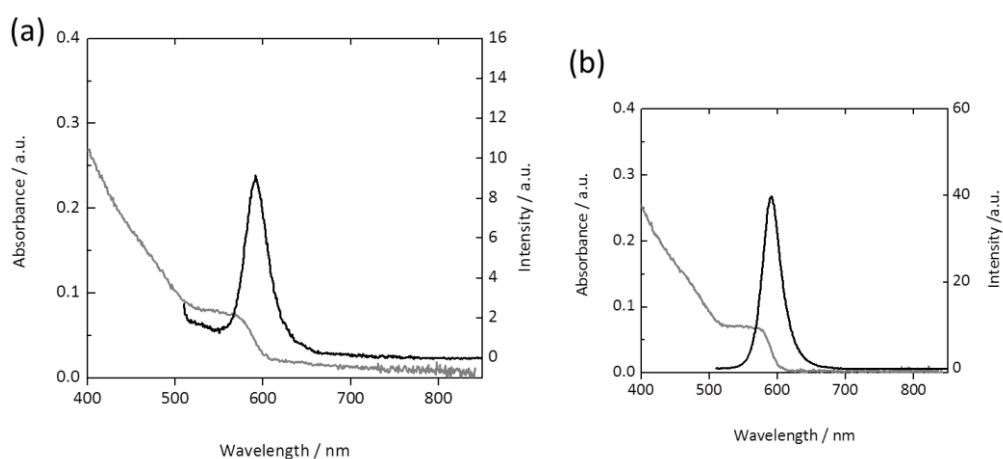 (a)
0.4
0.3
0.2
0.1
0.0
Absorbance / a.u.
16
14
12
10
8
6
4
2
0
Intensity / a.u.
400 500 600 700 800
Wavelength / nm
(b)
0.4
0.3
0.2
0.1
0.0
Absorbance / a.u.
60
40
20
0
Intensity /a.u.
400 500 600 700 800
Wavelength / nm